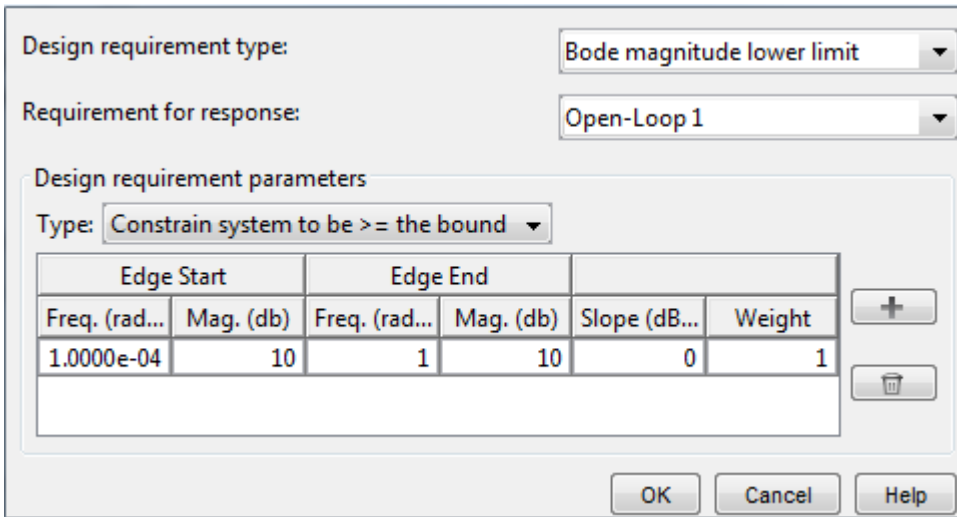 Design requirement type: Bode magnitude lower limit
Requirement for response: Open-Loop 1
Design requirement parameters
Type: Constrain system to be >= the bound
Edge Start Edge End
Freq. (rad... Mag. (db) Freq. (rad... Mag. (db) Slope (dB... Weight
1.0000e-04 10 1 10 0 1
OK Cancel Help